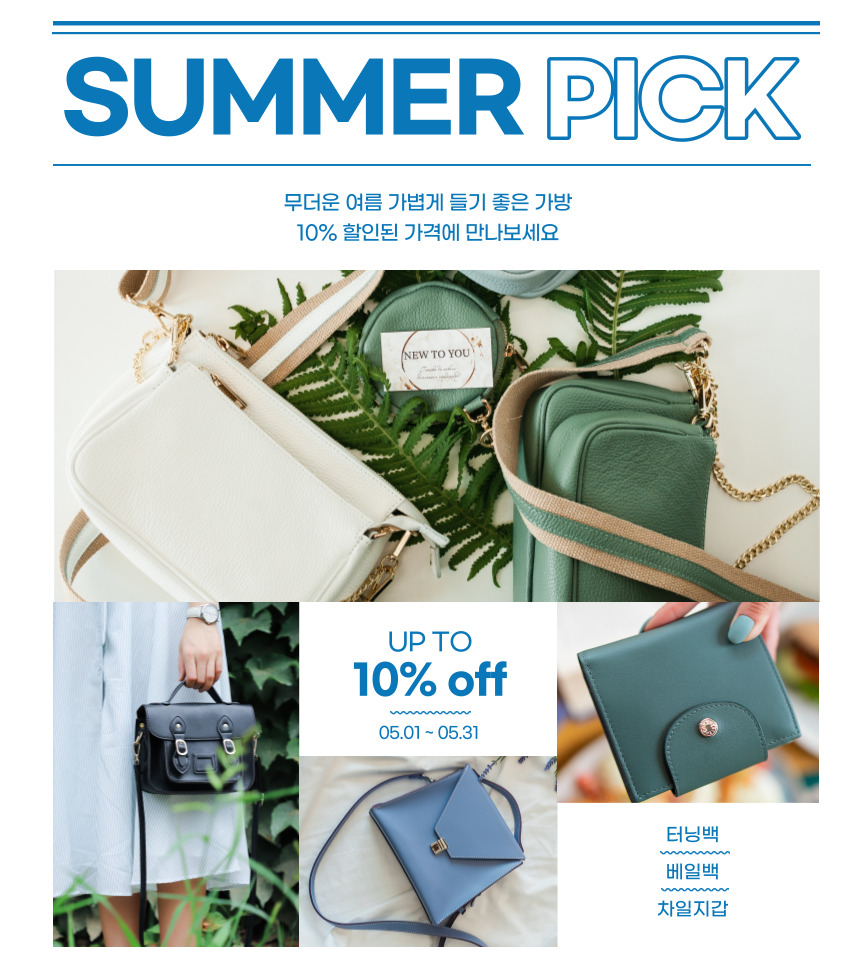 SUMMER PICK
무더운 여름 가볍게 들기 좋은 가방
10% 할인된 가격에 만나보세요
NEW TO YOU
UP TO
10% off
05.01 ~ 05.31
터닝백
베일백
차일지갑